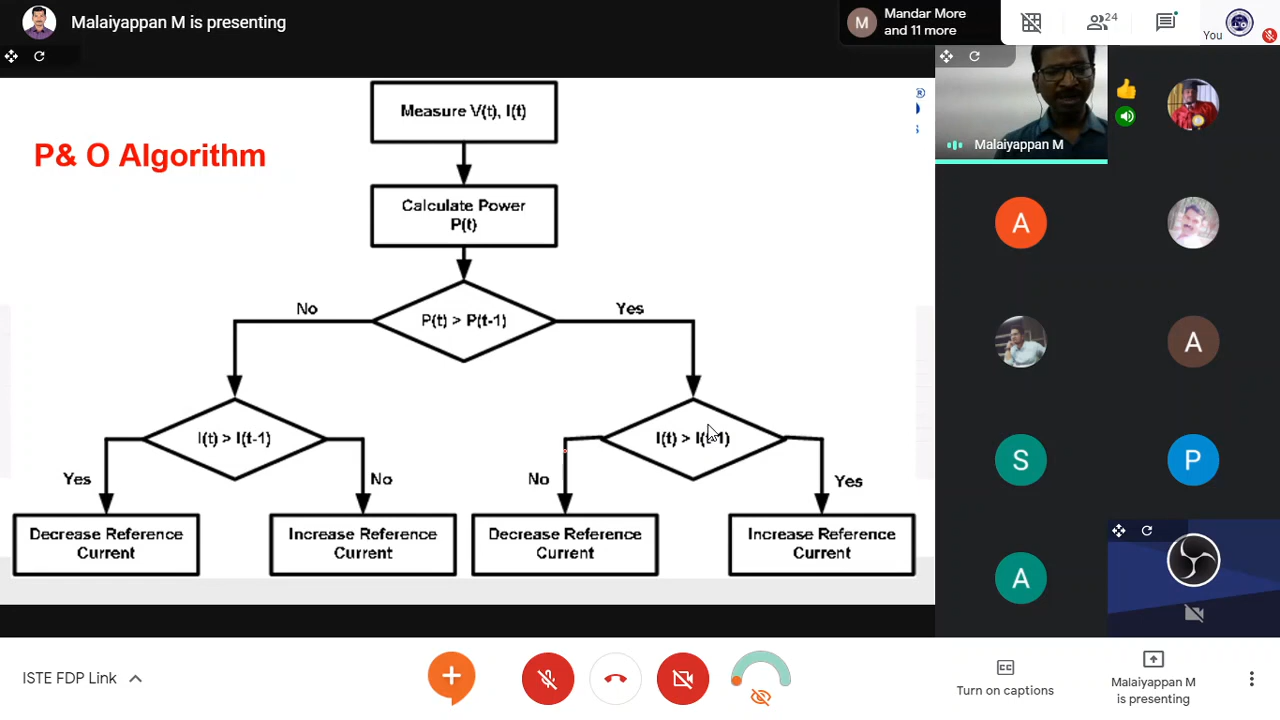 Malaiyappan M is presenting
M
Mandar More
and 11 more
24
You
P& O Algorithm
Measure V(t), I(t)
Calculate Power
P(t)
P(t) > P(t-1)
No
Yes
I(t) > I(t-1)
I(t) > I(t-1)
Yes
No
No
Yes
Decrease Reference
Current
Increase Reference
Current
Decrease Reference
Current
Increase Reference
Current
®
s
Malaiyappan M
A
A
S
P
A
ISTE FDP Link
Turn on captions
Malaiyappan M
is presenting